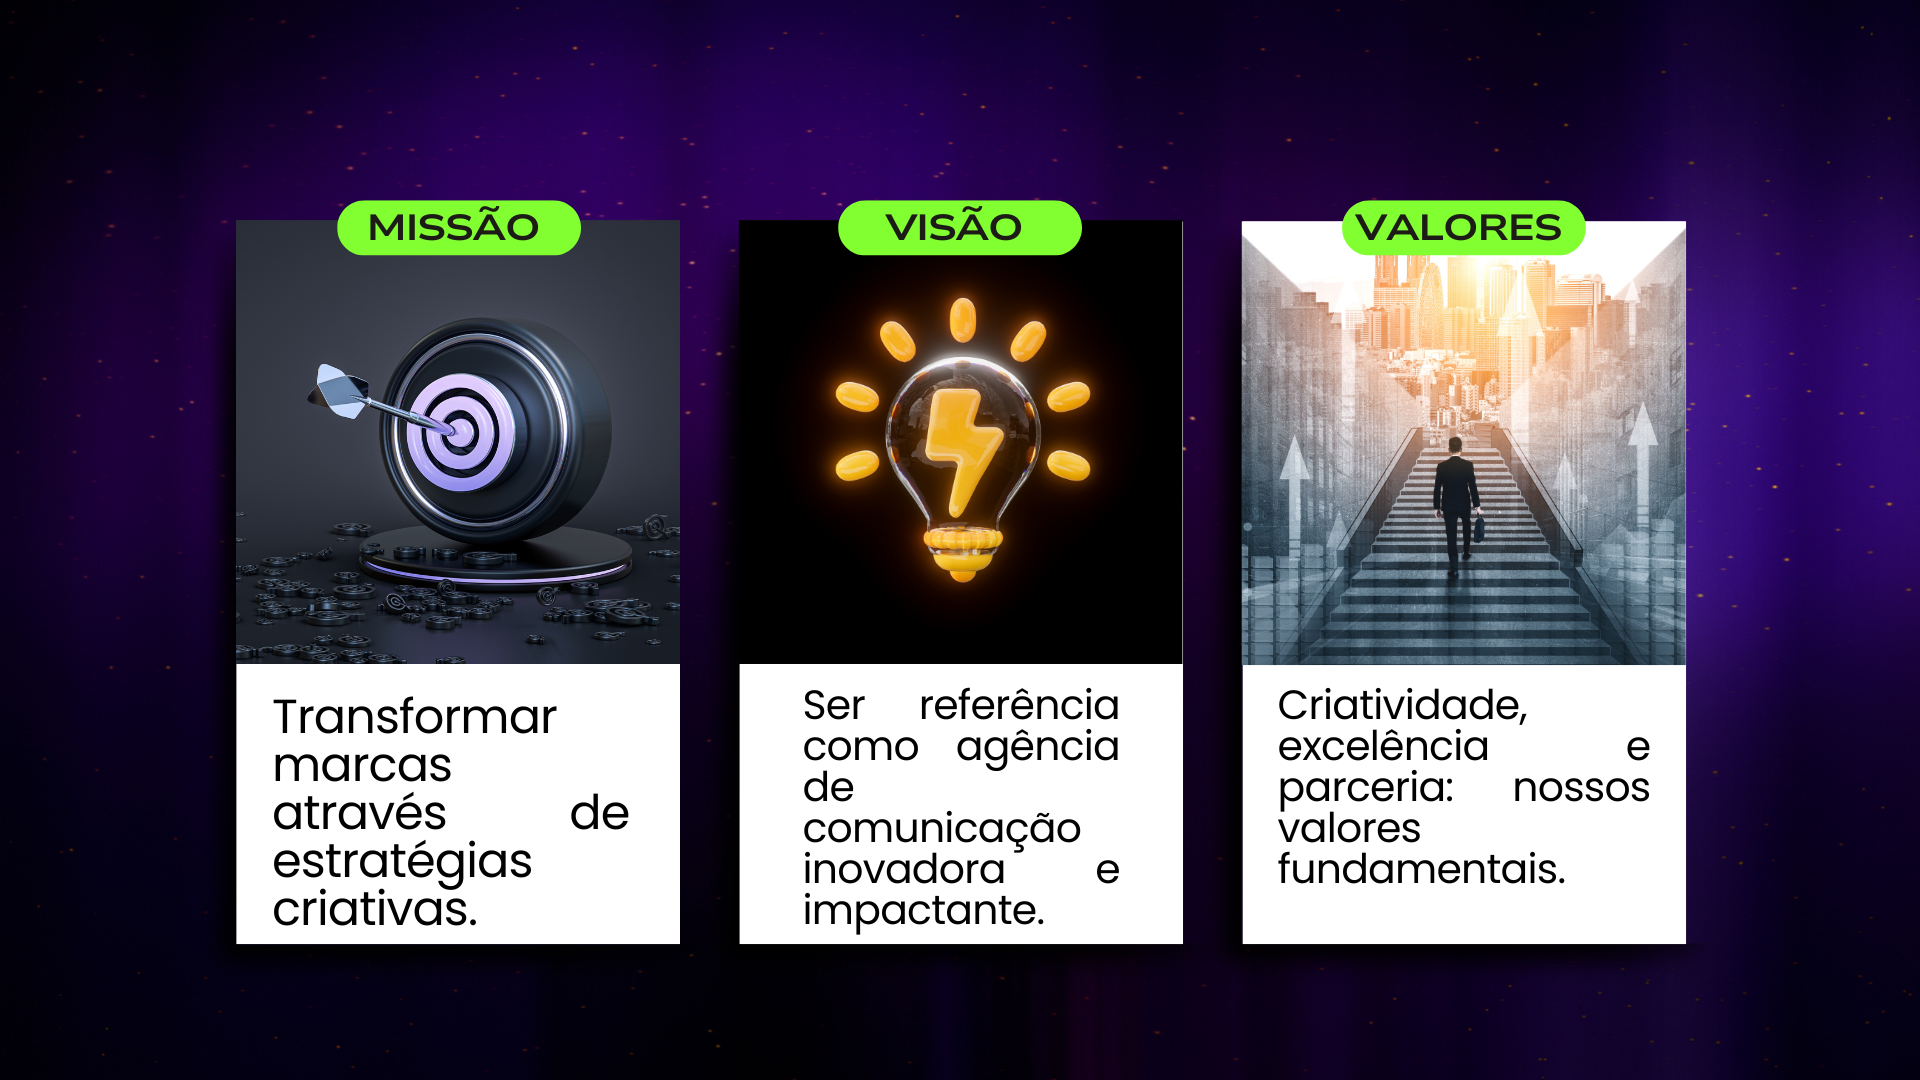 MISSÃO
Transformar
marcas
através de
estratégias
criativas.
VISÃO
Ser referência
como agência
de
comunicação
inovadora e
impactante.
VALORES
Criatividade,
excelência e
parceria: nossos
valores
fundamentais.